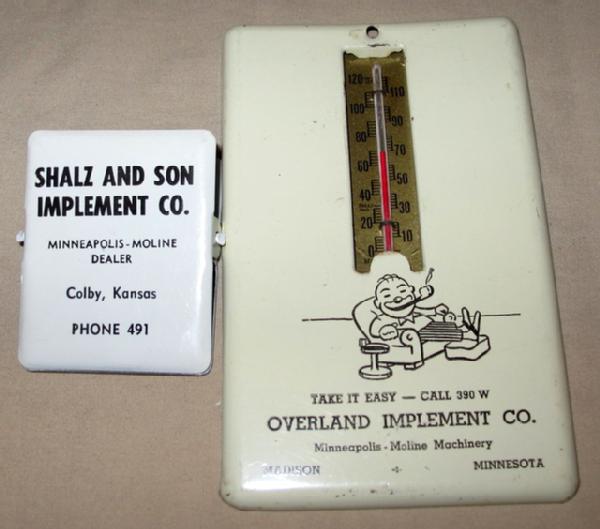 SHALZ AND SON
IMPLEMENT CO.
MINNEAPOLIS-MOLINE
DEALER
Colby, Kansas
PHONE 491
120
110
100
90
80
70
60
50
40
30
20
10
0
TAKE IT EASY — CALL 390 W
OVERLAND IMPLEMENT CO.
Minneapolis-Moline Machinery
MADISON MINNESOTA